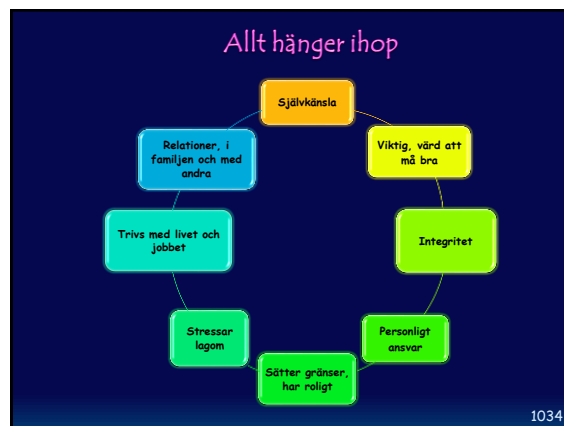 Allt hänger ihop
Självkänsla
Viktig, värd att
må bra
Integritet
Personligt
ansvar
Sätter gränser,
har roligt
Stressar
lagom
Trivs med livet och
jobbet
Relationer, i
familjen och med
andra
1034